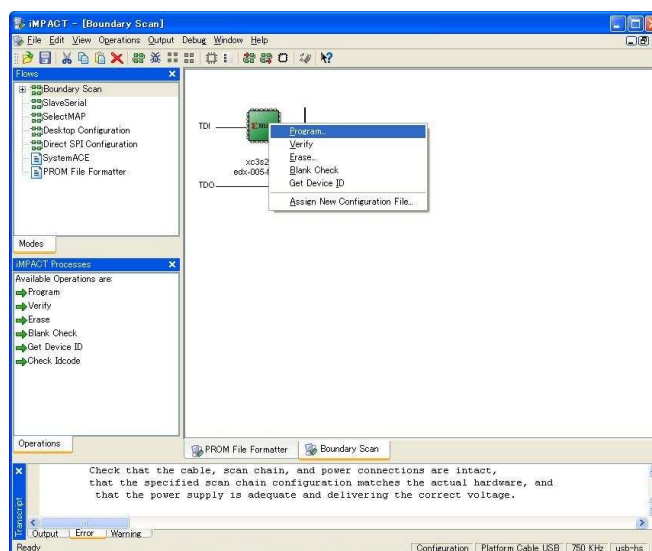 iMPACT - [Boundary Scan]
File Edit View Operations Output Debug Window Help
Flows
Boundary Scan
SlaveSerial
SelectMAP
Desktop Configuration
Direct SPI Configuration
SystemACE
PROM File Formatter
Modes
TDI
TDO
xc3s2
Program...
Verify
Erase...
Blank Check
Get Device ID
Assign New Configuration File...
iMPACT Processes
Available Operations are:
Program
Verify
Erase
Blank Check
Get Device ID
Check Idcode
Operations
PROM File Formatter
Boundary Scan
Check that the cable, scan chain, and power connections are intact,
that the specified scan chain configuration matches the actual hardware, and
that the power supply is adequate and delivering the correct voltage.
Transcript
Output Error Warning
Ready
Configuration Platform Cable USB 750 KHz usb-hs